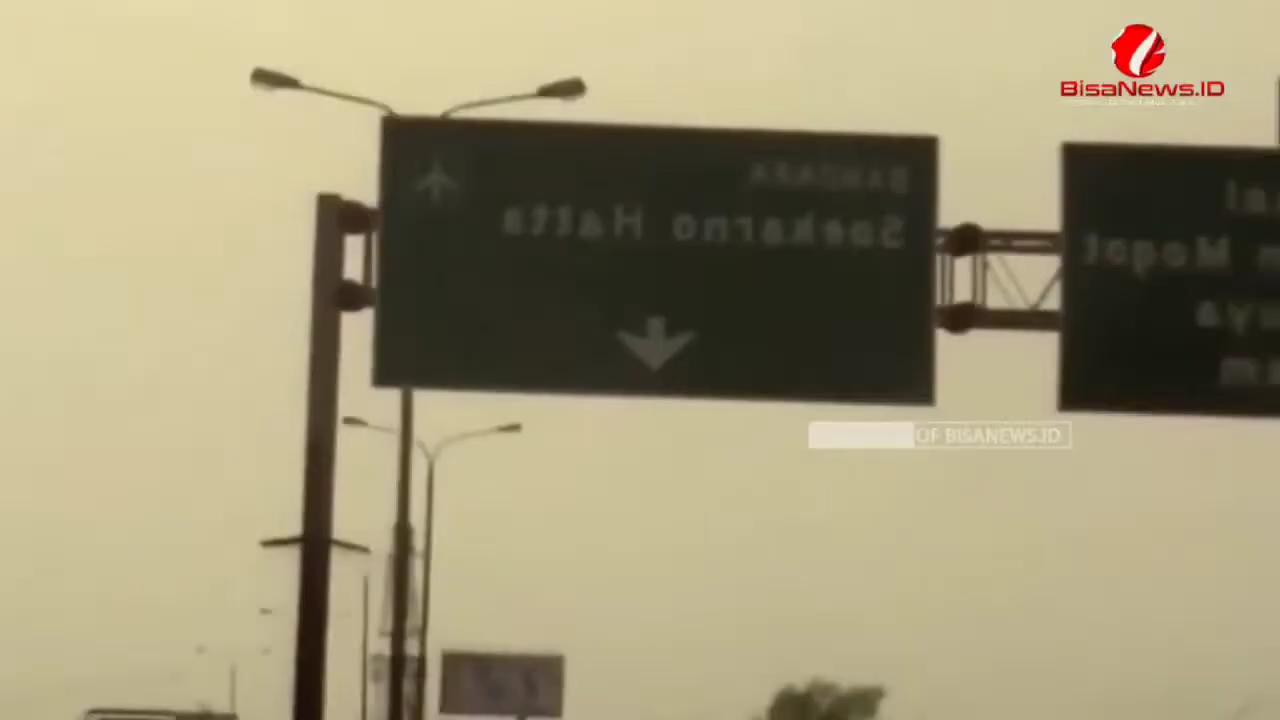 BisaNews.ID
BANDARA
Soekarno Hatta
n Mogot
OF BISANEWS.ID